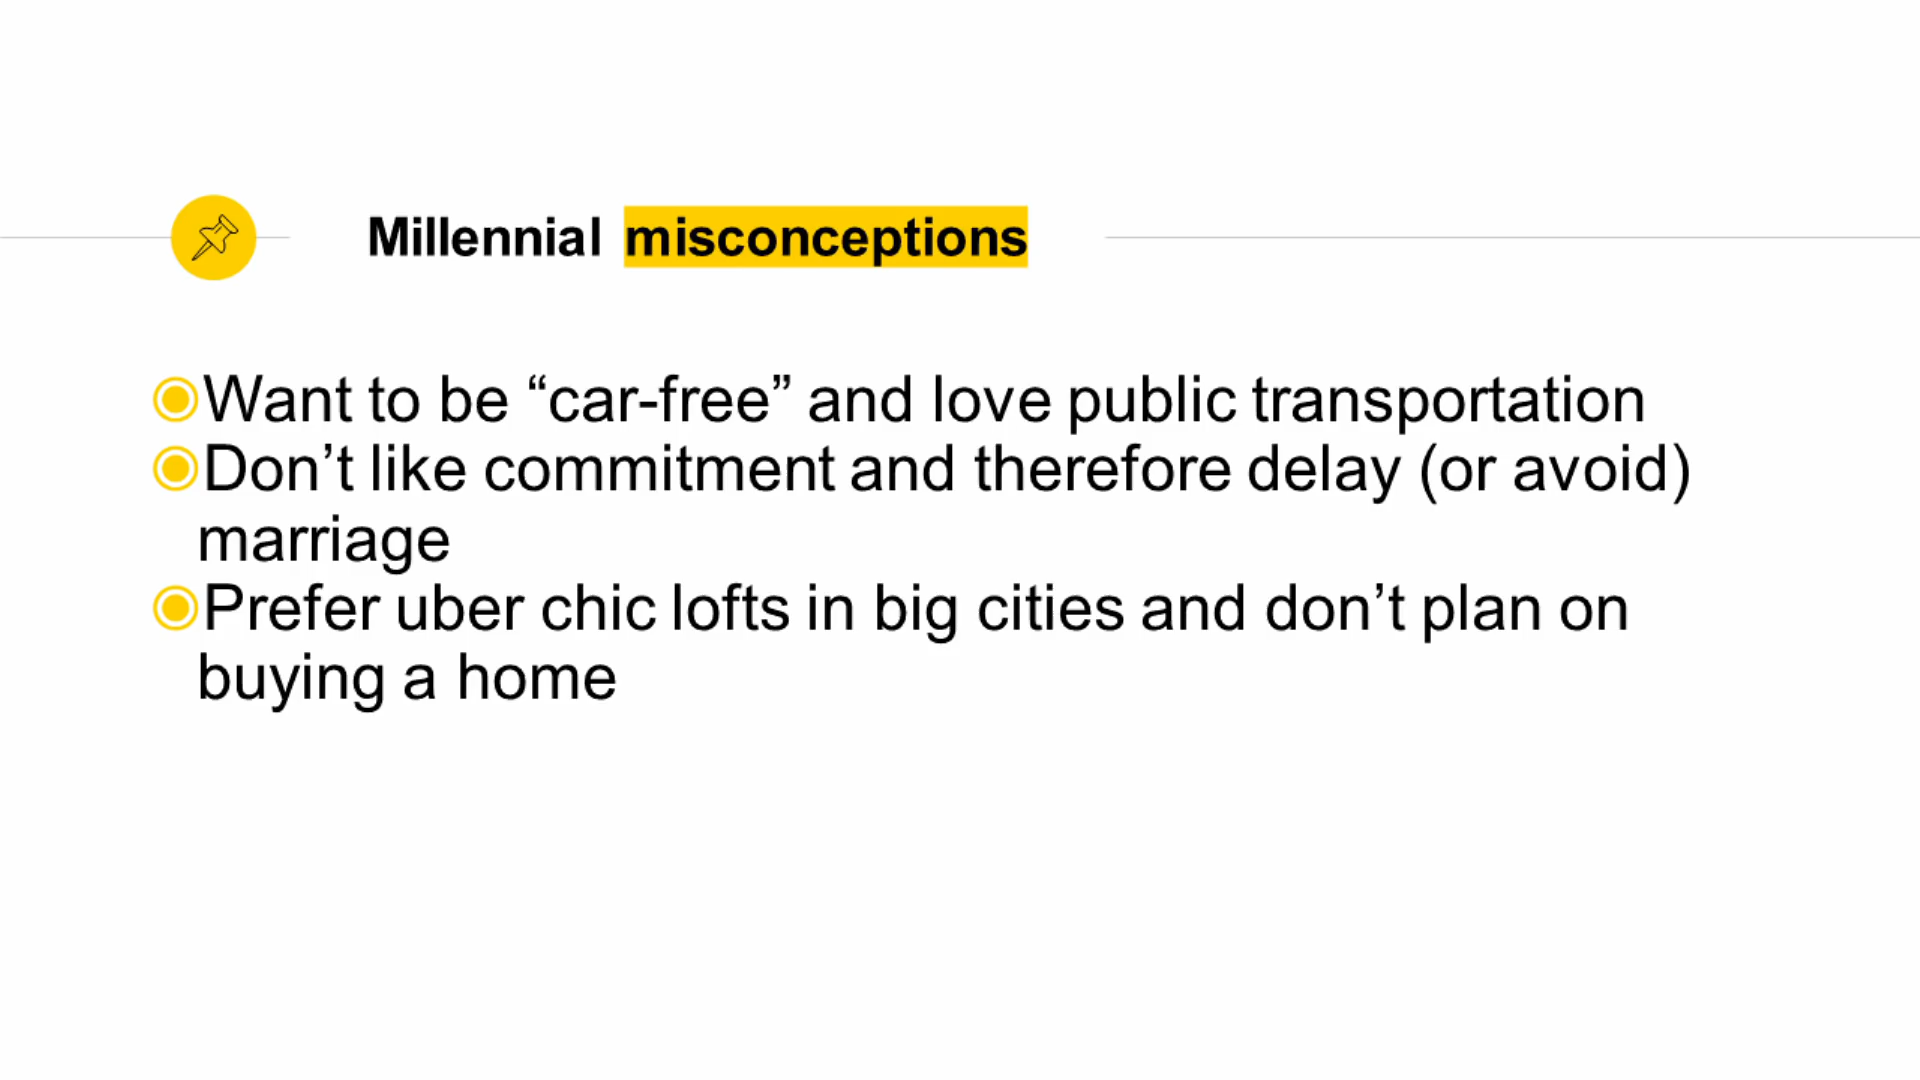 Millennial misconceptions
Want to be “car-free” and love public transportation
Don’t like commitment and therefore delay (or avoid)
marriage
Prefer uber chic lofts in big cities and don’t plan on
buying a home